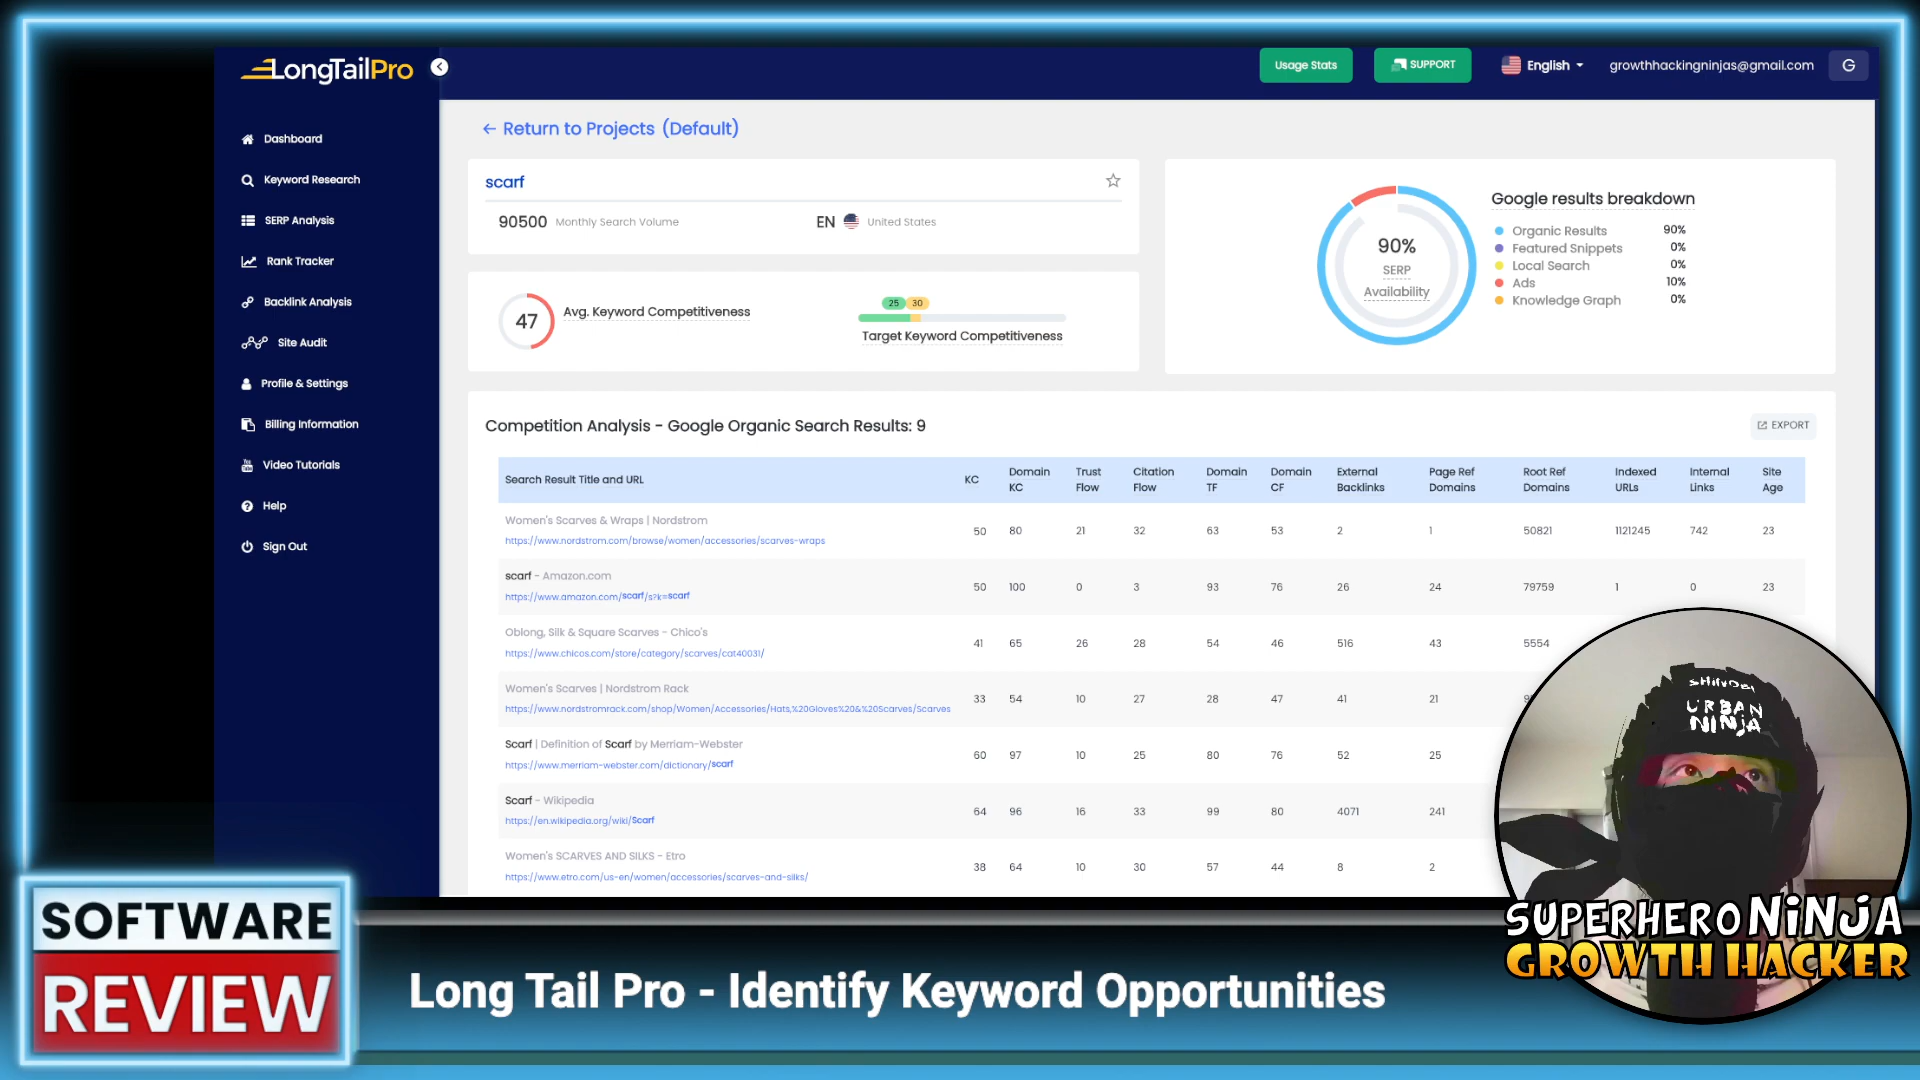 LongTailPro
Usage Stats
SUPPORT
English
growthhackingninjas@gmail.com
G
Dashboard
Keyword Research
SERP Analysis
Rank Tracker
Backlink Analysis
Site Audit
Profile & Settings
Billing Information
Video Tutorials
Help
Sign Out
← Return to Projects (Default)
scarf
90500 Monthly Search Volume EN United States
47 Avg. Keyword Competitiveness
25 30
Target Keyword Competitiveness
90%
SERP
Availability
Google results breakdown
Organic Results 90%
Featured Snippets 0%
Local Search 0%
Ads 10%
Knowledge Graph 0%
Competition Analysis - Google Organic Search Results: 9
EXPORT
Search Result Title and URL KC Domain KC Trust Flow Citation Flow Domain TF Domain CF External Backlinks Page Ref Domains Root Ref Domains Indexed URLs Internal Links Site Age
Women's Scarves & Wraps | Nordstrom
https://www.nordstrom.com/browse/women/accessories/scarves-wraps
50 80 21 32 63 53 2 1 50821 1121245 742 23
scarf - Amazon.com
https://www.amazon.com/scarf/s?k=scarf
50 100 0 3 93 76 26 24 79759 1 0 23
Oblong, Silk & Square Scarves - Chico's
https://www.chicos.com/store/category/scarves/cat40031/
41 65 26 28 54 46 516 43 5554
Women's Scarves | Nordstrom Rack
https://www.nordstromrack.com/shop/Women/Accessories/Hats,%20Gloves%20&%20Scarves/Scarves
33 54 10 27 28 47 41 21
Scarf | Definition of Scarf by Merriam-Webster
https://www.merriam-webster.com/dictionary/scarf
60 97 10 25 80 76 52 25
Scarf - Wikipedia
https://en.wikipedia.org/wiki/Scarf
64 96 16 33 99 80 4071 241
Women's SCARVES AND SILKS - Etro
https://www.etro.com/us-en/women/accessories/scarves-and-silks/
38 64 10 30 57 44 8 2
SHINOBI
URBAN
NINJA
SUPERHERO NiNJA
GROWTH HACKER
SOFTWARE
REVIEW
Long Tail Pro - Identify Keyword Opportunities